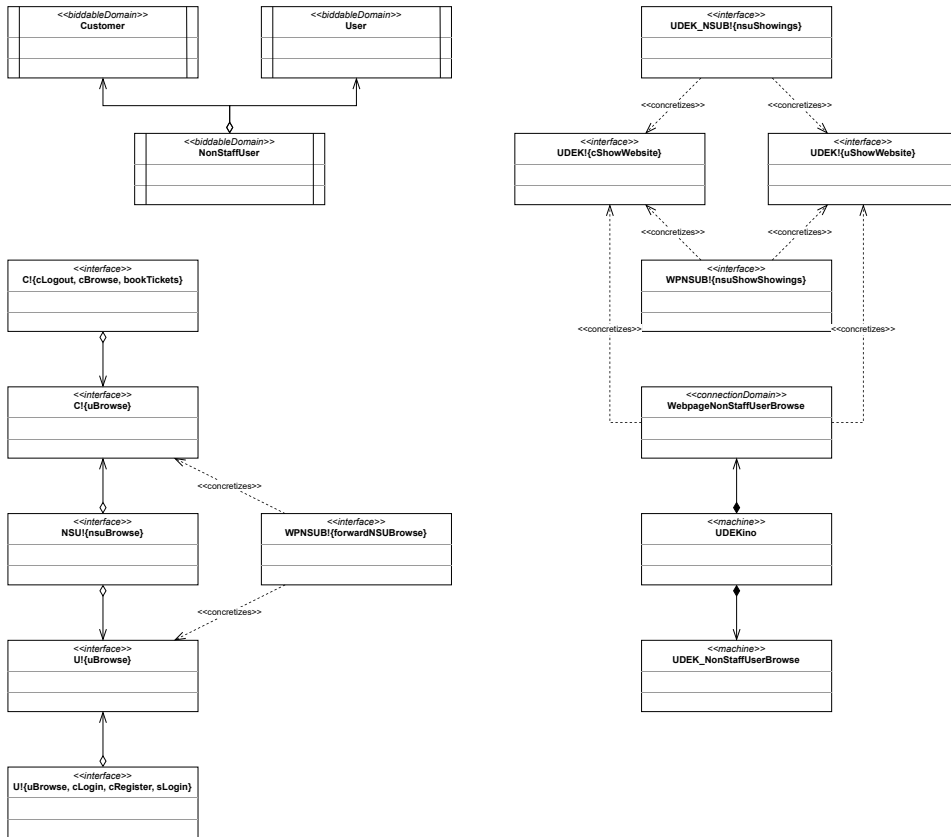 <<biddableDomain>>
Customer
<<biddableDomain>>
User
<<biddableDomain>>
NonStaffUser
<<interface>>
C!{cLogout, cBrowse, bookTickets}
<<interface>>
C!{uBrowse}
<<concretizes>>
<<interface>>
NSU!{nsuBrowse}
<<interface>>
WPNSUB!{forwardNSUBrowse}
<<concretizes>>
<<interface>>
U!{uBrowse}
<<interface>>
U!{uBrowse, cLogin, cRegister, sLogin}
<<interface>>
UDEK_NSUB!{nsuShowings}
<<concretizes>>
<<concretizes>>
<<interface>>
UDEK!{cShowWebsite}
<<interface>>
UDEK!{uShowWebsite}
<<concretizes>>
<<concretizes>>
<<interface>>
WPNSUB!{nsuShowShowings}
<<concretizes>>
<<concretizes>>
<<connectionDomain>>
WebpageNonStaffUserBrowse
<<machine>>
UDEKino
<<machine>>
UDEK_NonStaffUserBrowse